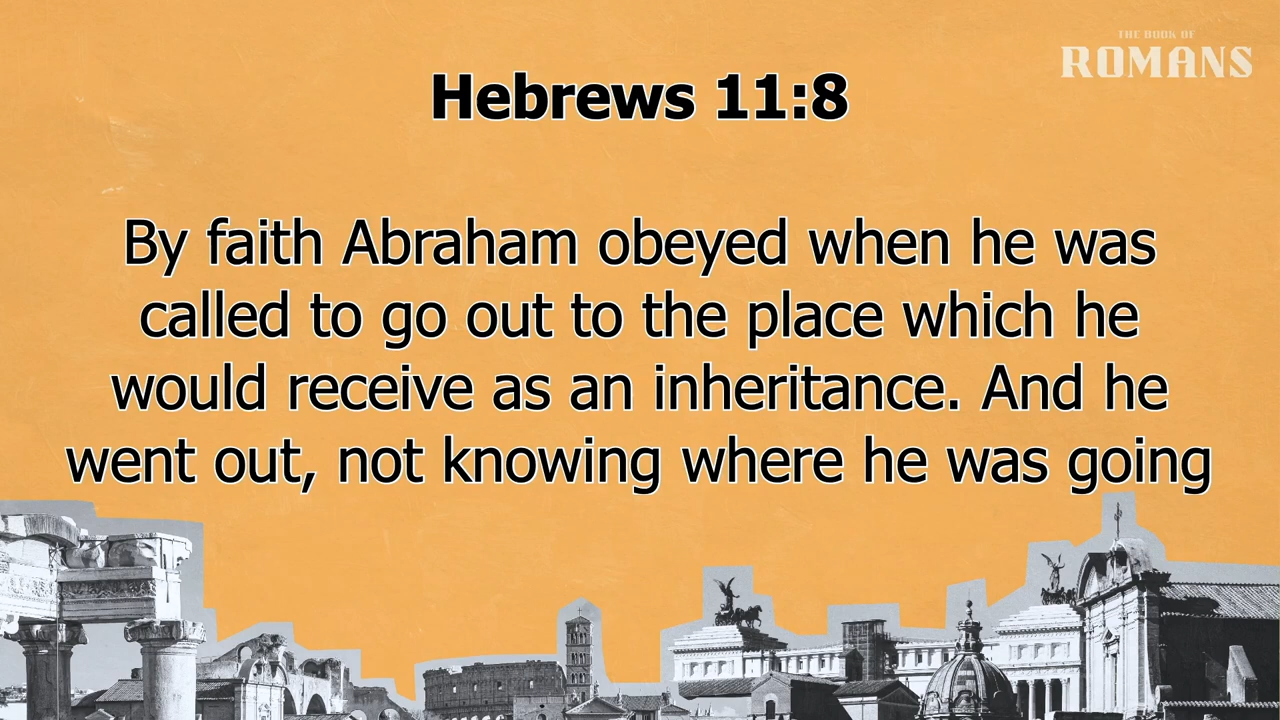 THE BOOK OF
ROMANS
Hebrews 11:8
By faith Abraham obeyed when he was
called to go out to the place which he
would receive as an inheritance. And he
went out, not knowing where he was going